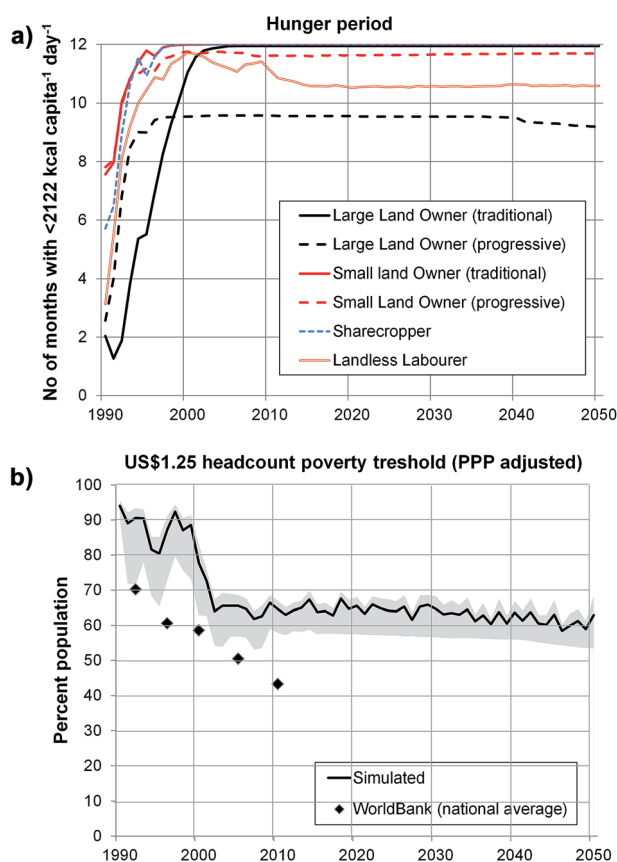 a)
Hunger period
No of months with <2122 kcal capita-1 day-1
12
10
8
6
4
2
0
Large Land Owner (traditional)
Large Land Owner (progressive)
Small land Owner (traditional)
Small Land Owner (progressive)
Sharecropper
Landless Labourer
1990 2000 2010 2020 2030 2040 2050
b)
US$1.25 headcount poverty treshold (PPP adjusted)
Percent population
100
90
80
70
60
50
40
30
20
10
0
Simulated
WorldBank (national average)
1990 2000 2010 2020 2030 2040 2050